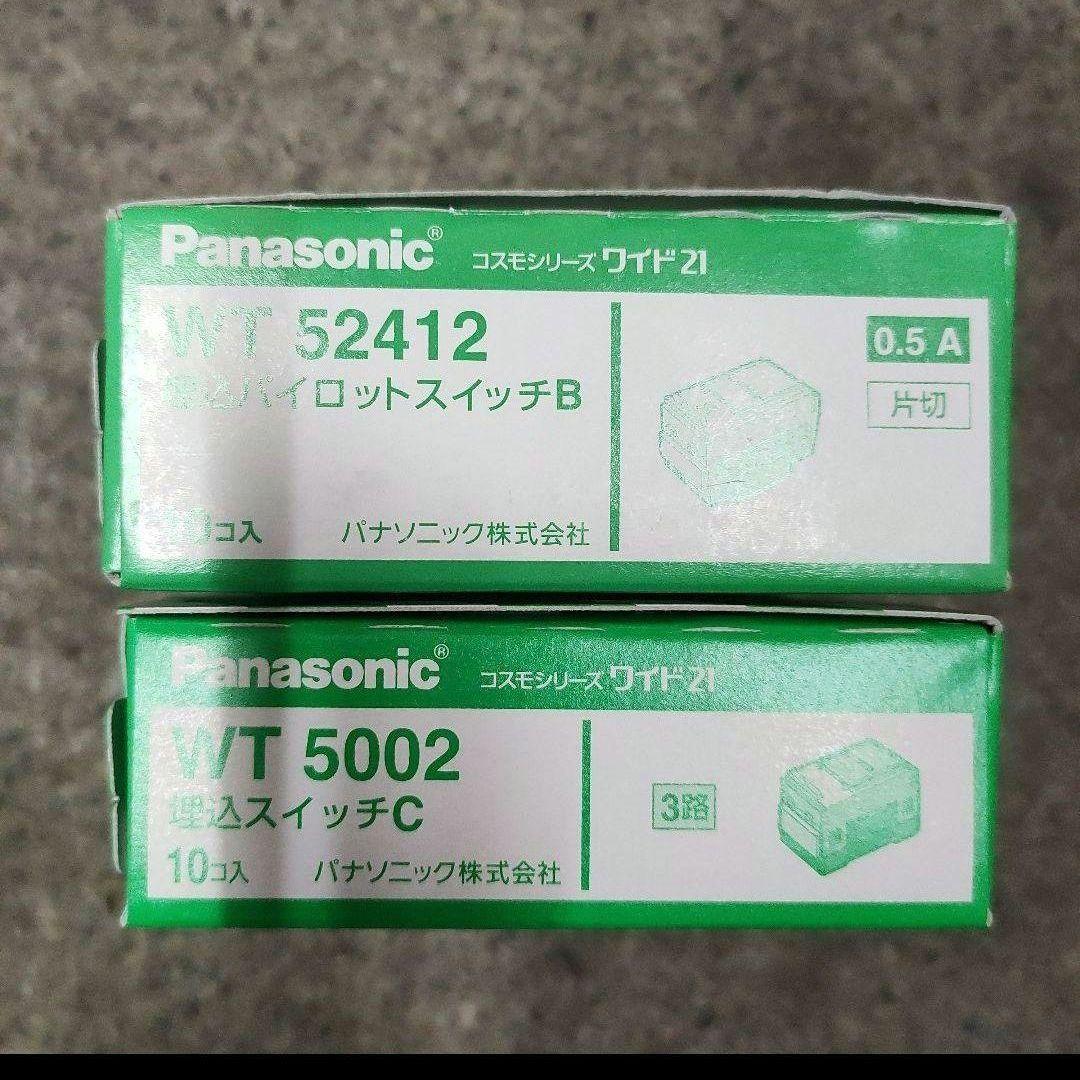 Panasonic® コスモシリーズ ワイド21
WT 52412
埋込パイロットスイッチB
0.5 A
片切
10コ入 パナソニック株式会社
Panasonic® コスモシリーズ ワイド21
WT 5002
埋込スイッチC
3路
10コ入 パナソニック株式会社